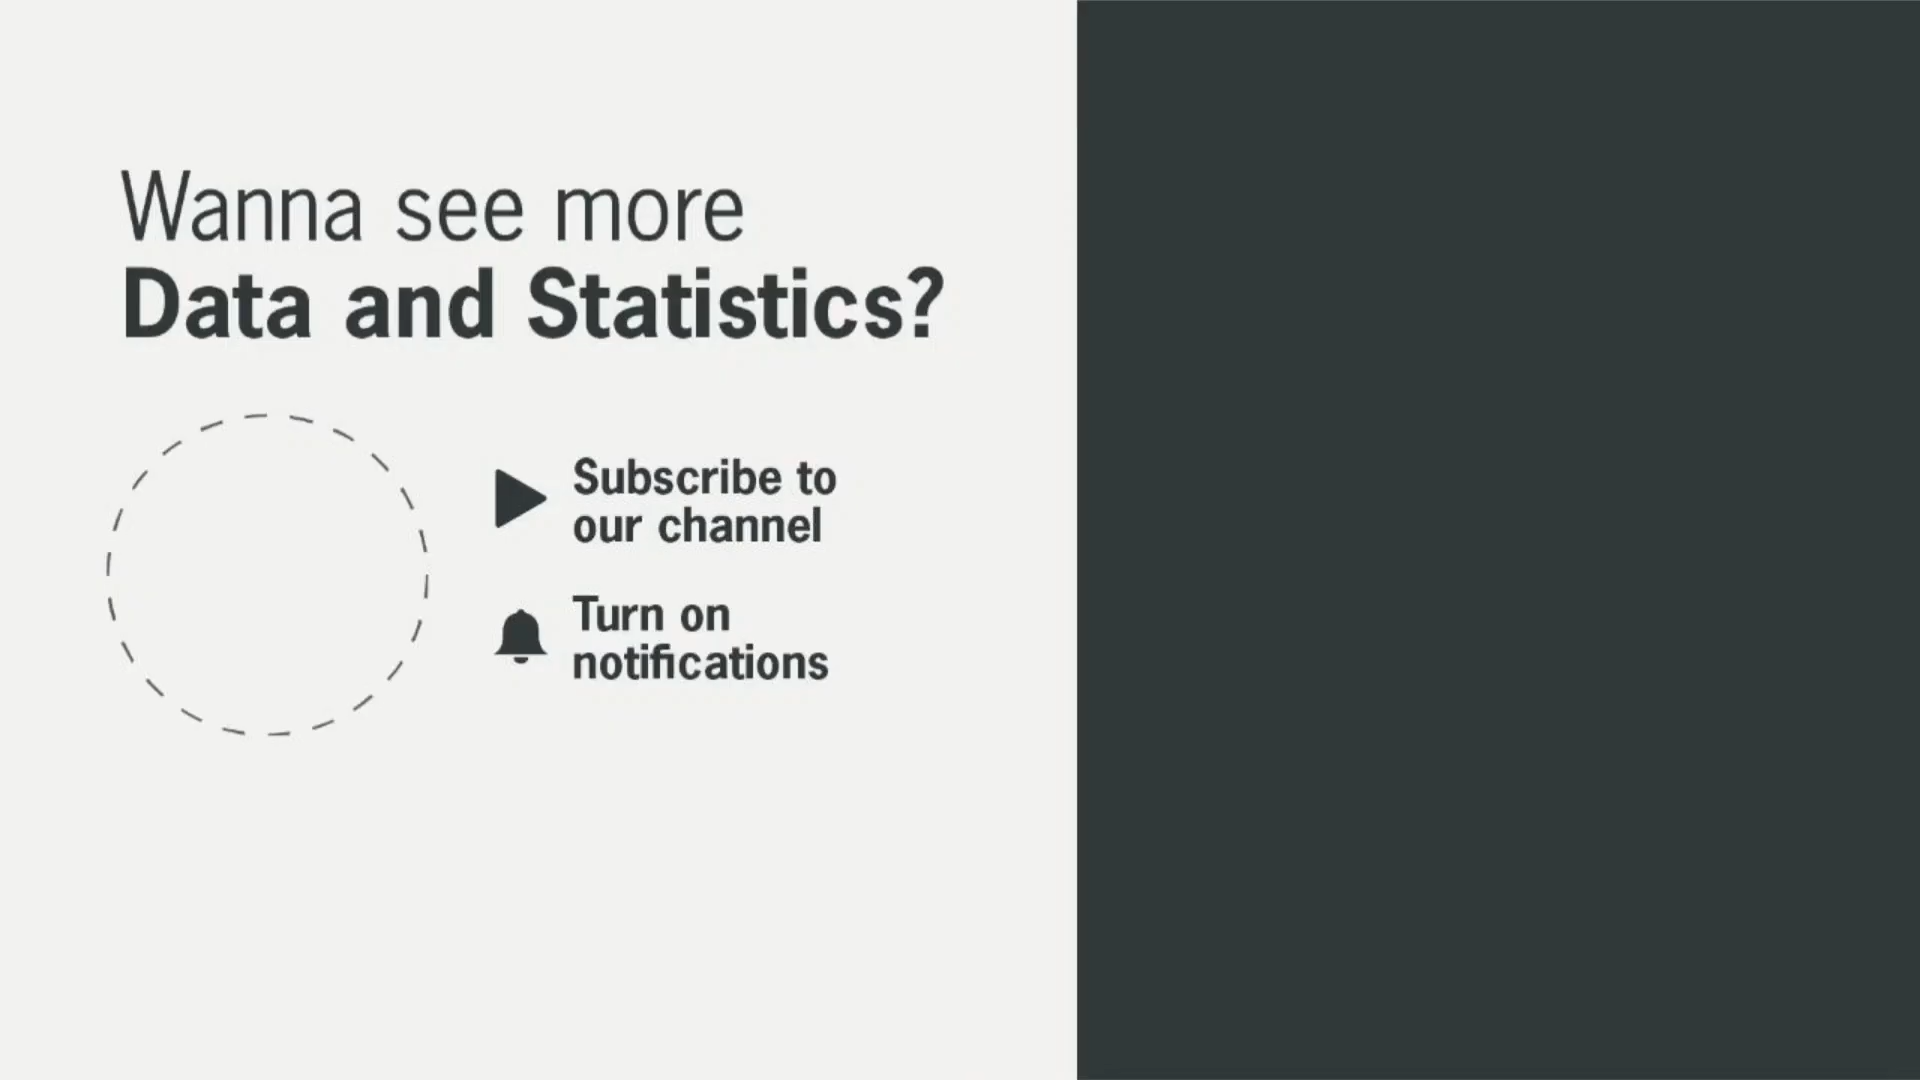 Wanna see more
Data and Statistics?
Subscribe to
our channel
Turn on
notifications